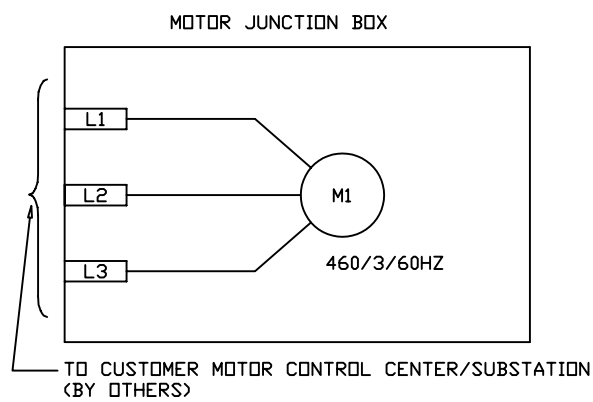 MOTOR JUNCTION BOX
L1
L2
M1
L3
460/3/60HZ
TO CUSTOMER MOTOR CONTROL CENTER/SUBSTATION
(BY OTHERS)